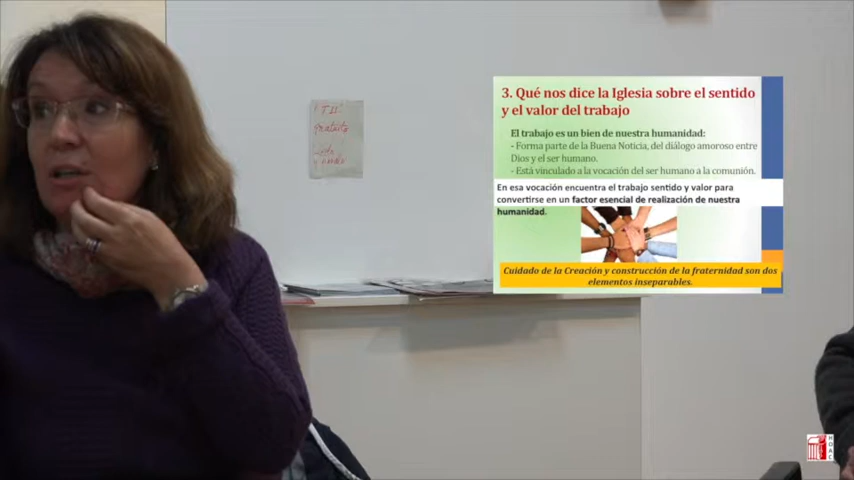 3. Qué nos dice la Iglesia sobre el sentido
y el valor del trabajo
El trabajo es un bien de nuestra humanidad:
- Forma parte de la Buena Noticia, del diálogo amoroso entre
Dios y el ser humano.
- Está vinculado a la vocación del ser humano a la comunión.
En esa vocación encuentra el trabajo sentido y valor para
convertirse en un factor esencial de realización de nuestra
humanidad.
Cuidado de la Creación y construcción de la fraternidad son dos
elementos inseparables.
gratuito
HOAC